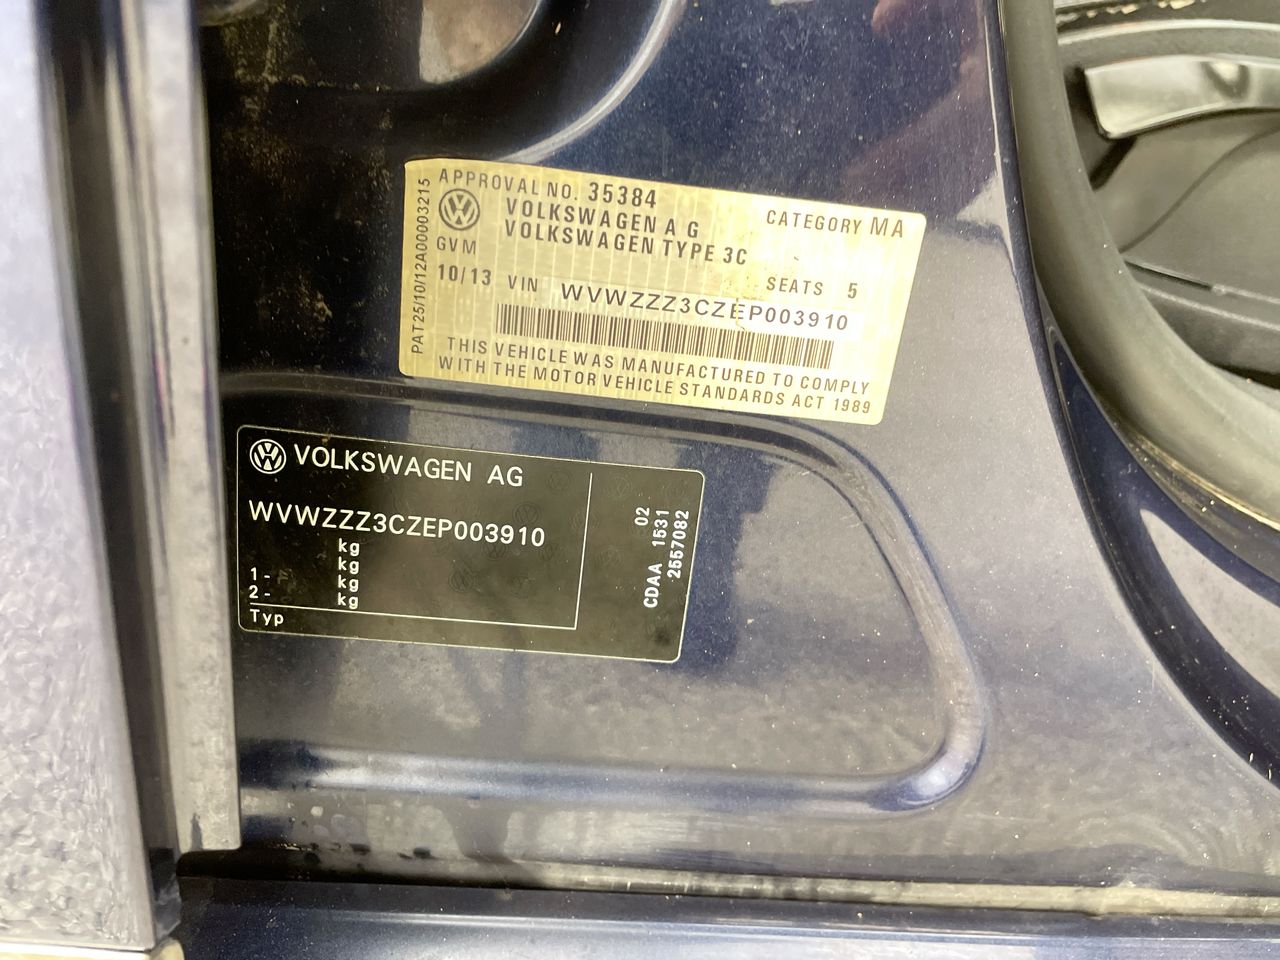 APPROVAL NO. 35384
CATEGORY MA
VOLKSWAGEN A G
VOLKSWAGEN TYPE 3C
GVM
SEATS 5
10/13 VIN WVWZZZ3CZEP003910
THIS VEHICLE WAS MANUFACTURED TO COMPLY
WITH THE MOTOR VEHICLE STANDARDS ACT 1989
PAT25/10/12A00003215
VOLKSWAGEN AG
WVWZZZ3CZEP003910
kg
kg
1- kg
2- kg
Typ
02
CDAA 1531
2557082